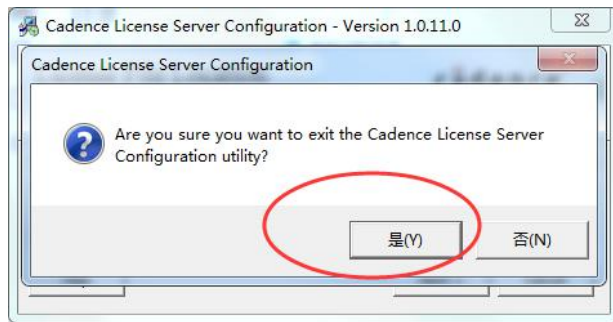 Cadence License Server Configuration - Version 1.0.11.0
Cadence License Server Configuration
Are you sure you want to exit the Cadence License Server
Configuration utility?
是(Y)
否(N)